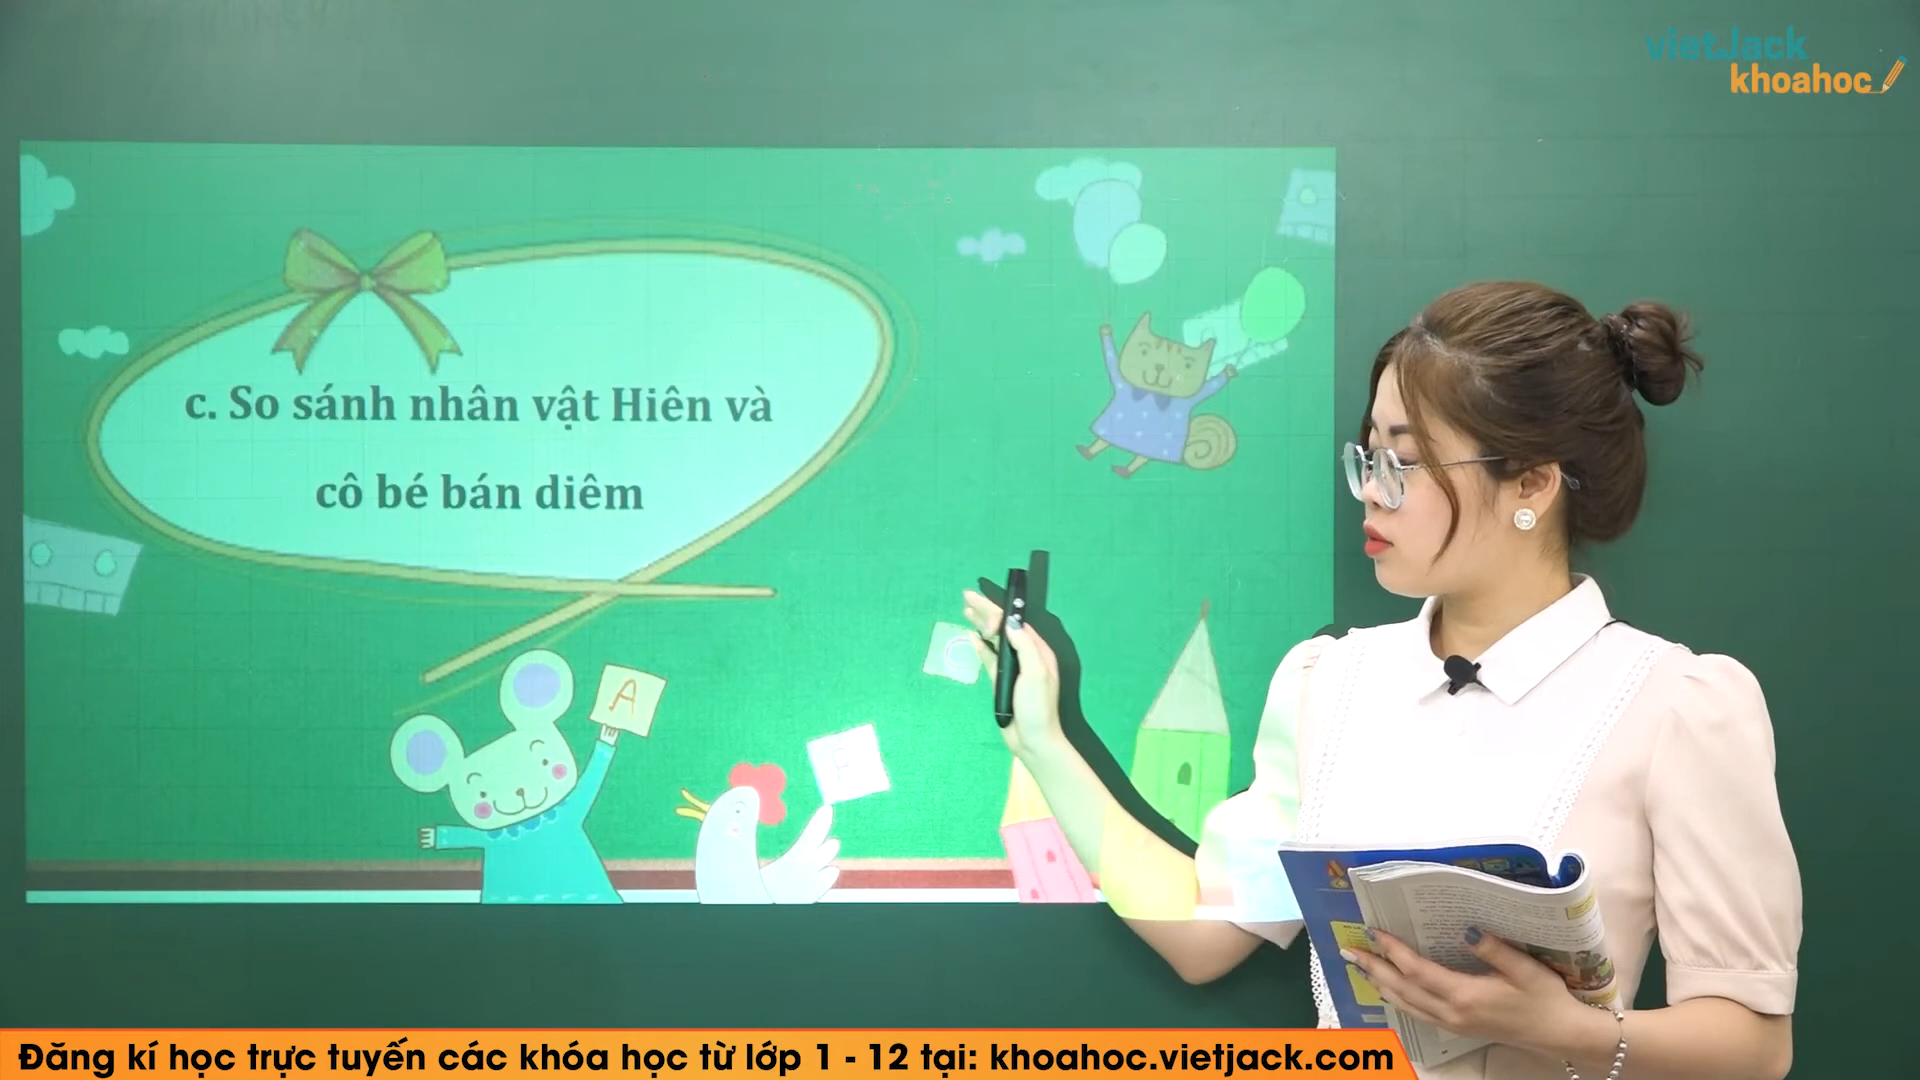 vietJack
khoahoc
c. So sánh nhân vật Hiên và
cô bé bán diêm
A
Đăng kí học trực tuyến các khóa học từ lớp 1 - 12 tại: khoahoc.vietjack.com